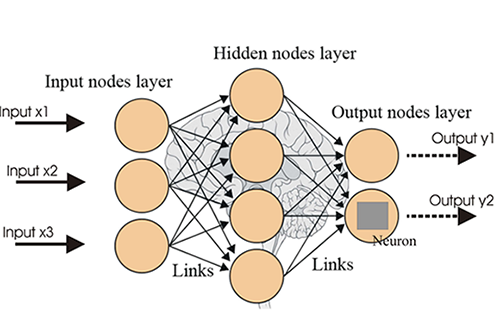 Hidden nodes layer
Input nodes layer
Output nodes layer
Input x1
Output y1
Input x2
Output y2
Input x3
Neuron
Links
Links